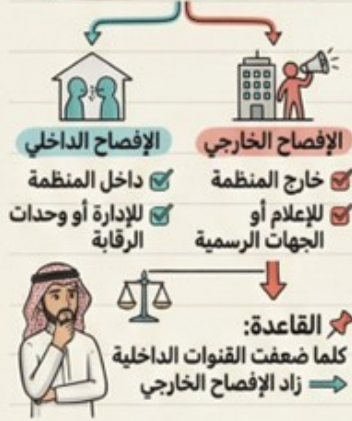 الإفصاح الخارجي
خارج المنظمة
للإعلام أو
الجهات الرسمية
الإفصاح الداخلي
داخل المنظمة
للإدارة أو وحدات
الرقابة
القاعدة:
كلما ضعفت القنوات الداخلية
زاد الإفصاح الخارجي